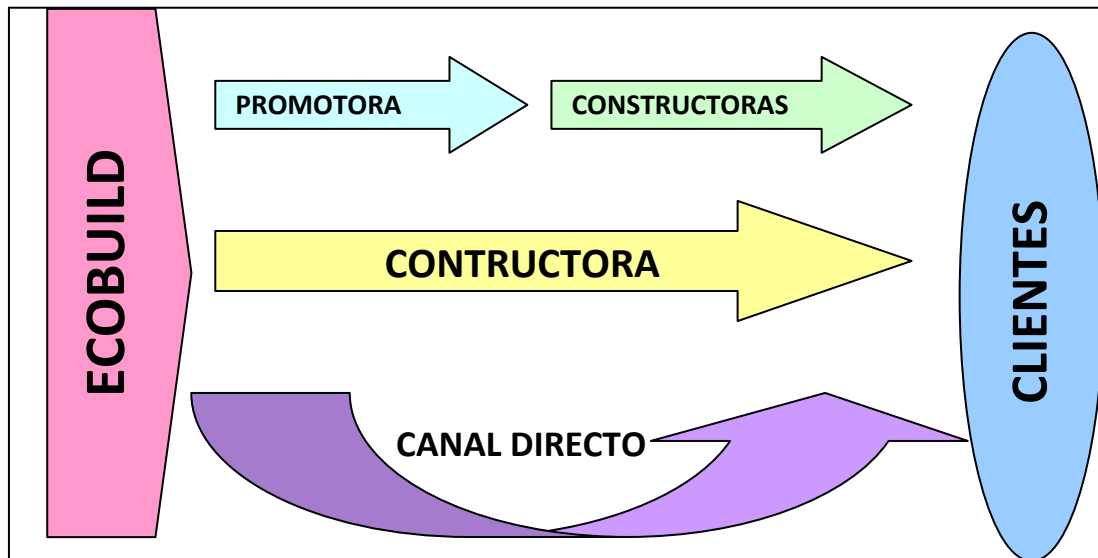 ECOBUILD
PROMOTORA
CONSTRUCTORAS
CONTRUCTORA
CANAL DIRECTO
CLIENTES